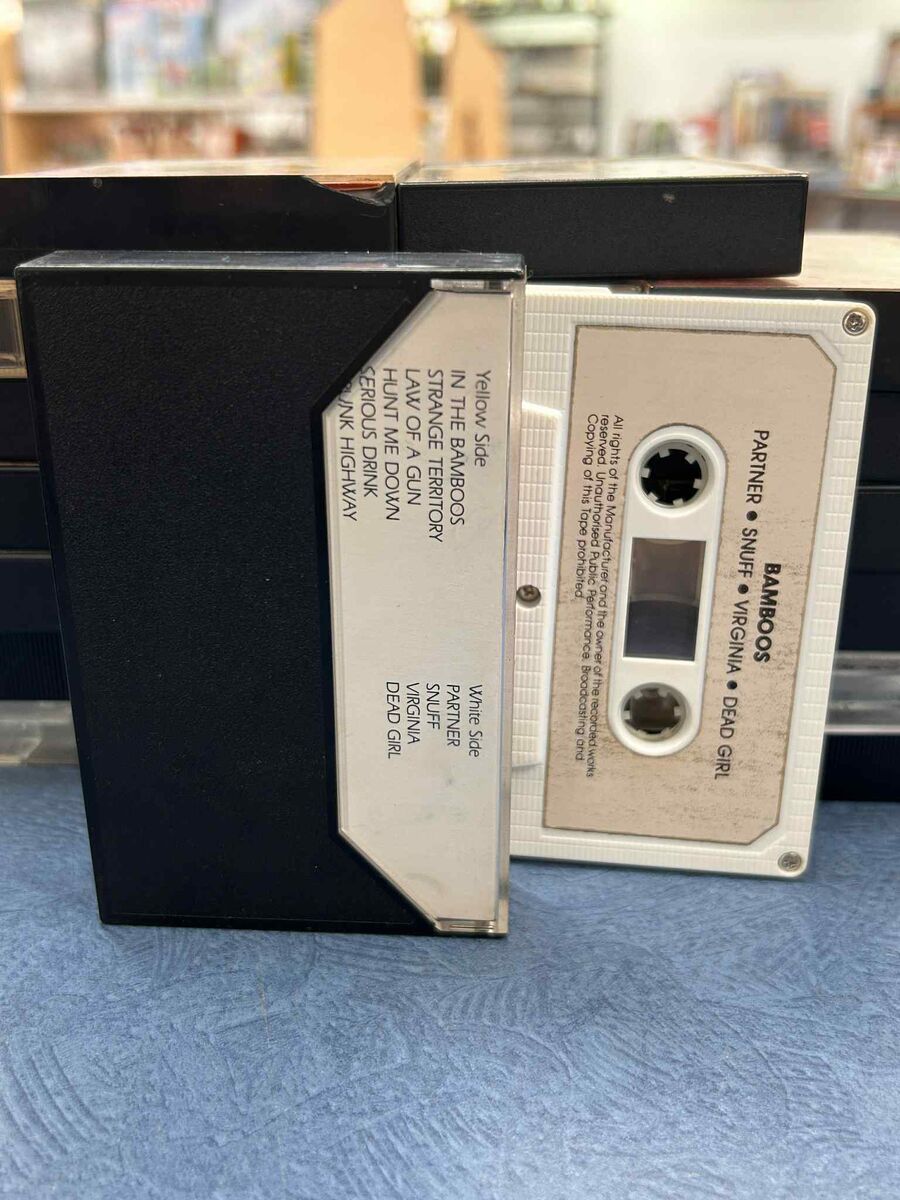 Yellow Side
IN THE BAMBOOS
STRANGE TERRITORY
LAW OF A GUN
HUNT ME DOWN
SERIOUS DRINK
UNK HIGHWAY
White Side
PARTNER
SNUFF
VIRGINIA
DEAD GIRL
BAMBOOS
PARTNER • SNUFF • VIRGINIA • DEAD GIRL
All rights of the Manufacturer and the owner of the recorded works
reserved. Unauthorised Public Performance. Broadcasting and
Copying of this Tape prohibited.